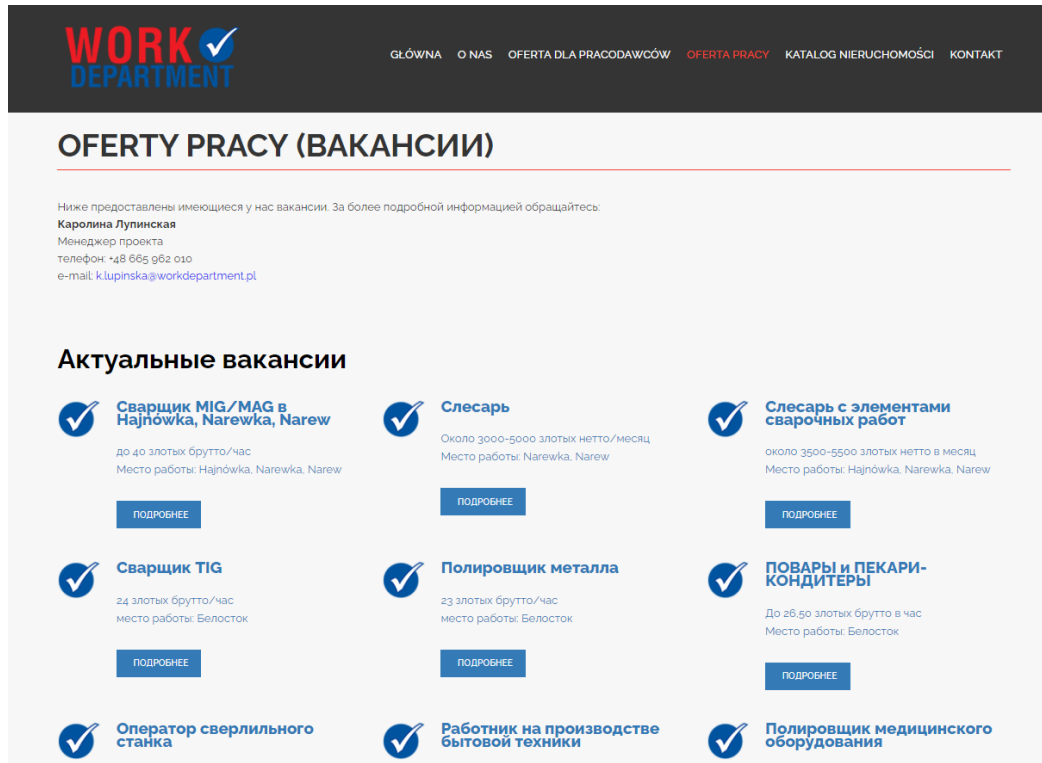 WORK
DEPARTMENT
GŁÓWNA O NAS OFERTA DLA PRACODAWCÓW OFERTA PRACY KATALOG NIERUCHOMOŚCI KONTAKT
OFERTY PRACY (ВАКАНСИИ)
Ниже предоставлены имеющиеся у нас вакансии. За более подробной информацией обращайтесь:
Каролина Лупинская
Менеджер проекта
телефон: +48 665 962 010
e-mail: k.lupinska@workdepartment.pl
Актуальные вакансии
Сварщик MIG/MAG в
Hajnówka, Narewka, Narew
до 40 злотых брутто/час
Место работы: Hajnówka, Narewka, Narew
ПОДРОБНЕЕ
Слесарь
Около 3000-5000 злотых нетто/месяц
Место работы: Narewka, Narew
ПОДРОБНЕЕ
Слесарь с элементами
сварочных работ
около 3500-5500 злотых нетто в месяц
Место работы: Hajnówka, Narewka, Narew
ПОДРОБНЕЕ
Сварщик TIG
24 злотых брутто/час
место работы: Белосток
ПОДРОБНЕЕ
Полировщик металла
23 злотых брутто/час
место работы: Белосток
ПОДРОБНЕЕ
ПОВАРЫ и ПЕКАРИ-
КОНДИТЕРЫ
До 26,50 злотых брутто в час
Место работы: Белосток
ПОДРОБНЕЕ
Оператор сверлильного
станка
Работник на производстве
бытовой техники
Полировщик медицинского
оборудования